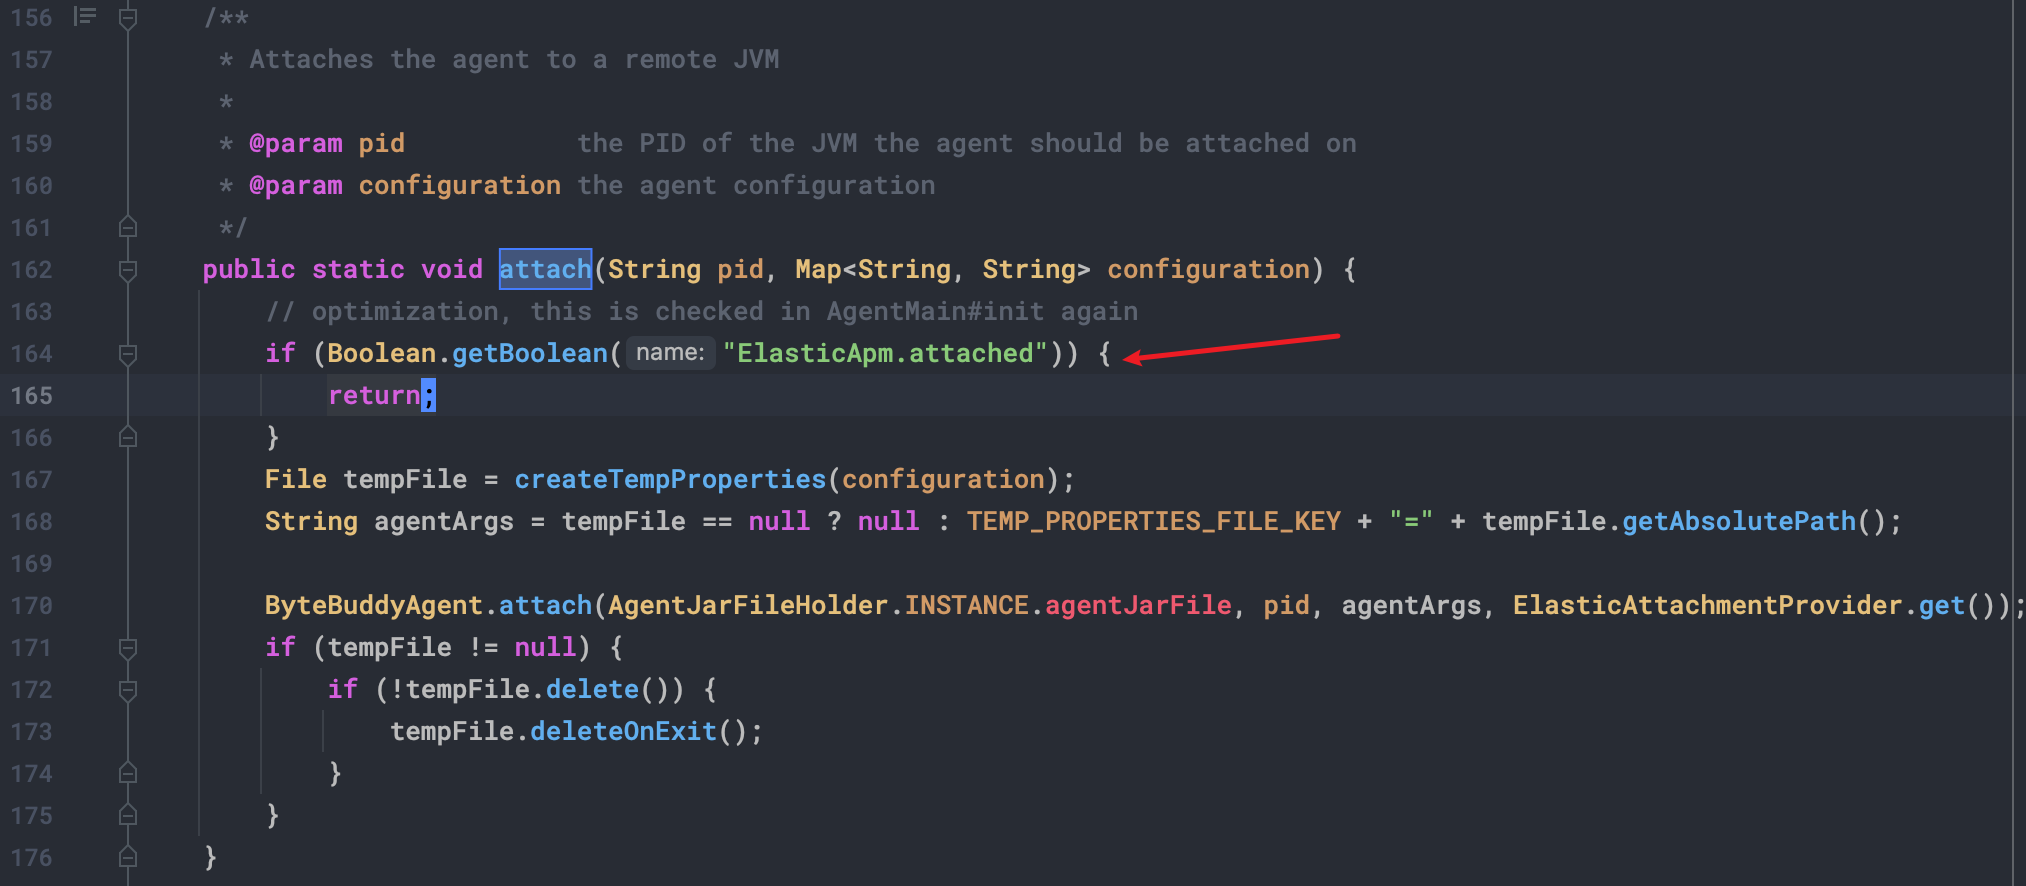 156 /**
157 * Attaches the agent to a remote JVM
158 *
159 * @param pid           the PID of the JVM the agent should be attached on
160 * @param configuration the agent configuration
161 */
162 public static void attach(String pid, Map<String, String> configuration) {
163 // optimization, this is checked in AgentMain#init again
164 if (Boolean.getBoolean( name: "ElasticApm.attached")) {
165 return;
166 }
167 File tempFile = createTempProperties(configuration);
168 String agentArgs = tempFile == null ? null : TEMP_PROPERTIES_FILE_KEY + "=" + tempFile.getAbsolutePath();
169
170 ByteBuddyAgent.attach(AgentJarFileHolder.INSTANCE.agentJarFile, pid, agentArgs, ElasticAttachmentProvider.get());
171 if (tempFile != null) {
172 if (!tempFile.delete()) {
173 tempFile.deleteOnExit();
174 }
175 }
176 }